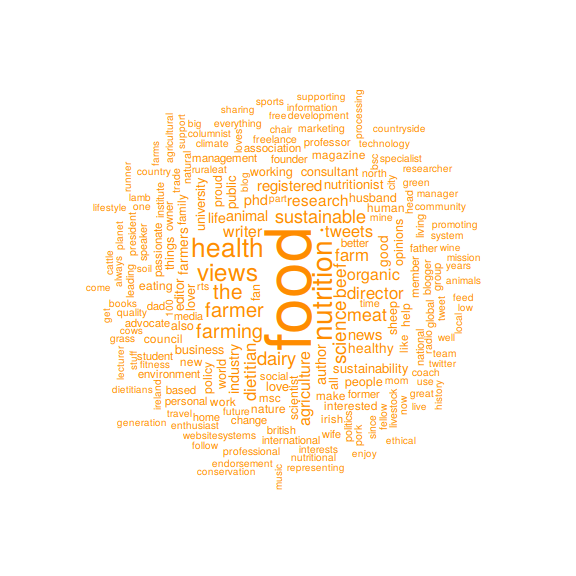 supporting
sports information
sharing
processing
big everything free development
countryside
columnist loves chair marketing
support
agricultural
climate freelance professor technology
farms
association
natural
management founder magazine bsc specialist
ruraleat working consultant north city researcher
runner
country trade blog registered nutritionist green
lamb institute family university proud public phd part research husband head manager
lifestyle one owner life animal human community
president passionate sustainable mine living promoting
planet speaker things farmers writer tweets opinions system
better good father wine
cattle always leading health farm member group mission
soil eating lover rts views organic blogger years
come editor the fan food nutrition science beef director global animals
books dad 100 media farmer meat sheep feed
get quality also help local low
advocate farming news like radio
cows council industry national well
grass student business dairy author healthy tweet team
stuff dietitian agriculture twitter
lecturer fitness new policy world social all sustainability coach
environment scientist people mom use
dietitians based love make former great history
ireland personal work msc interested livestock now live
generation travel home future nature irish politics since fellow
enthusiast change british wife pork ethical
websitesystems international
follow professional interests enjoy
endorsement nutritional
conservation music representing
time